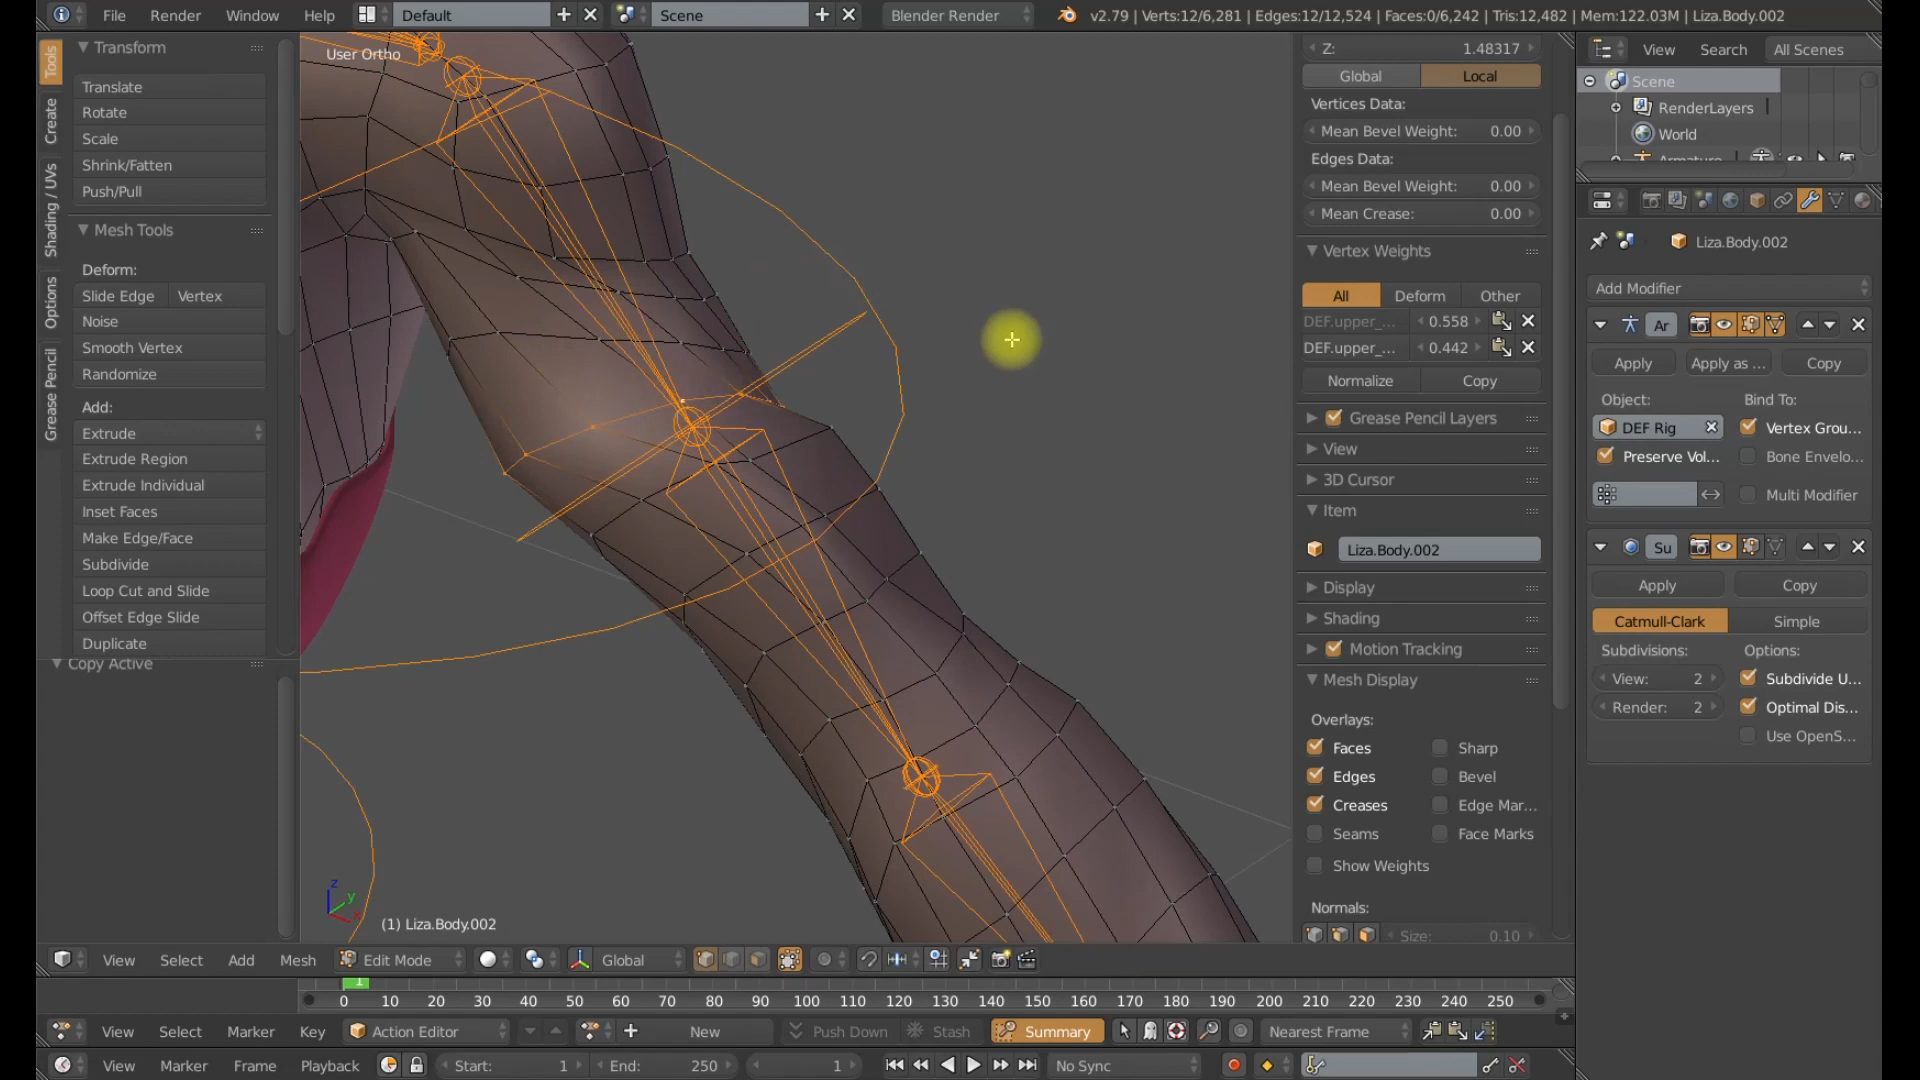 File Render Window Help Default Scene Blender Render v2.79 | Verts:12/6,281 | Edges:12/12,524 | Faces:0/6,242 | Tris:12,482 | Mem:122.03M | Liza.Body.002
Tools
Create
Shading / UVs
Options
Grease Pencil
Transform
Translate
Rotate
Scale
Shrink/Fatten
Push/Pull
Mesh Tools
Deform:
Slide Edge Vertex
Noise
Smooth Vertex
Randomize
Add:
Extrude
Extrude Region
Extrude Individual
Inset Faces
Make Edge/Face
Subdivide
Loop Cut and Slide
Offset Edge Slide
Duplicate
Copy Active
User Ortho
z
y
x
(1) Liza.Body.002
Z: 1.48317
Global Local
Vertices Data:
Mean Bevel Weight: 0.00
Edges Data:
Mean Bevel Weight: 0.00
Mean Crease: 0.00
Vertex Weights
All Deform Other
DEF.upper_... 0.558
DEF.upper_... 0.442
Normalize Copy
Grease Pencil Layers
View
3D Cursor
Item
Liza.Body.002
Display
Shading
Motion Tracking
Mesh Display
Overlays:
Faces Sharp
Edges Bevel
Creases Edge Mar...
Seams Face Marks
Show Weights
Normals:
Size: 0.10
View Search All Scenes
Scene
RenderLayers
World
Armature
Liza.Body.002
Add Modifier
Ar
Apply Apply as ... Copy
Object: Bind To:
DEF Rig Vertex Grou...
Preserve Vol... Bone Envelo...
Multi Modifier
Su
Apply Copy
Catmull-Clark Simple
Subdivisions: Options:
View: 2 Subdivide U...
Render: 2 Optimal Dis...
Use OpenS...
View Select Add Mesh Edit Mode Global
1
0 10 20 30 40 50 60 70 80 90 100 110 120 130 140 150 160 170 180 190 200 210 220 230 240 250
View Select Marker Key Action Editor New Push Down Stash Summary Nearest Frame
View Marker Frame Playback Start: 1 End: 250 1 No Sync